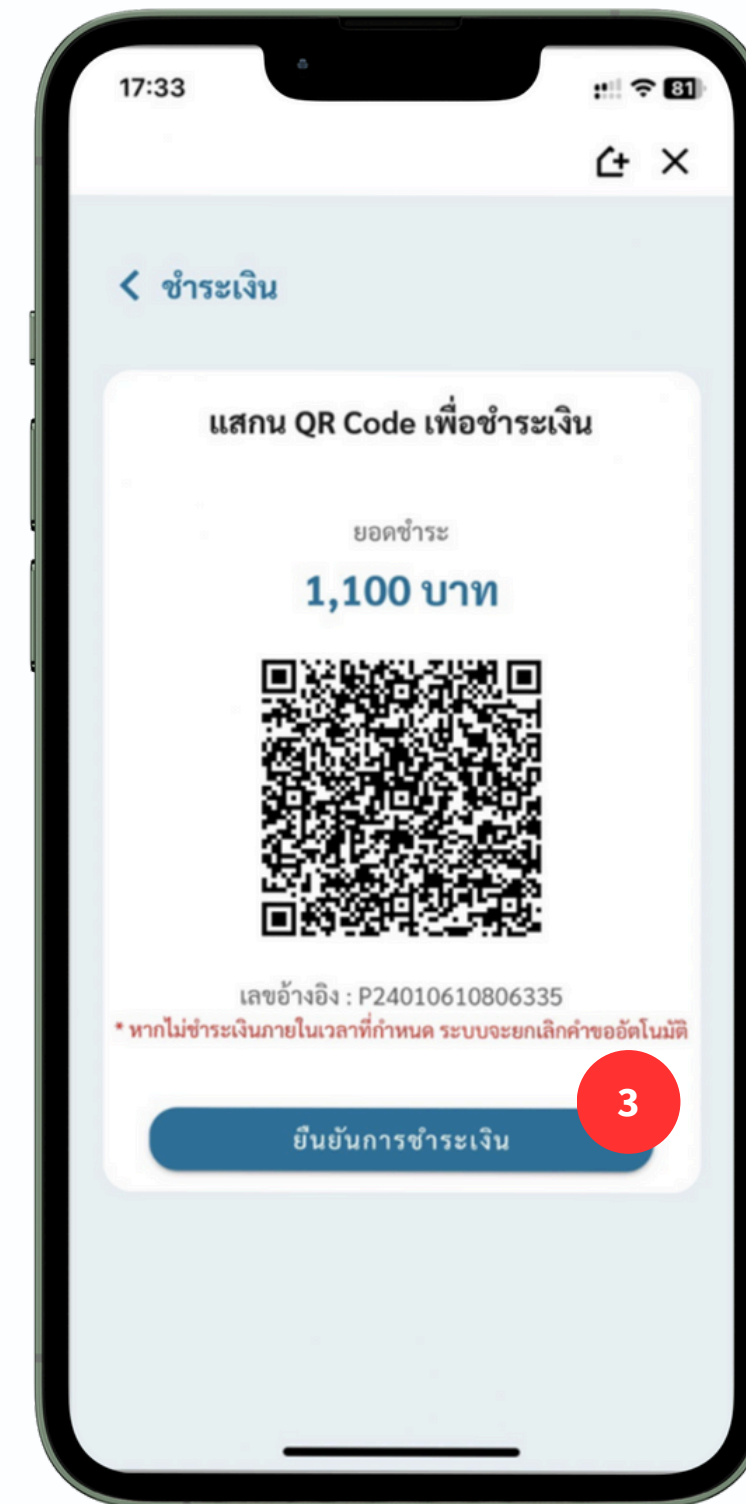 17:33
81
ชำระเงิน
แสกน QR Code เพื่อชำระเงิน
ยอดชำระ
1,100 บาท
เลขอ้างอิง : P24010610806335
* หากไม่ชำระเงินภายในเวลาที่กำหนด ระบบจะยกเลิกคำขออัตโนมัติ
3
ยืนยันการชำระเงิน